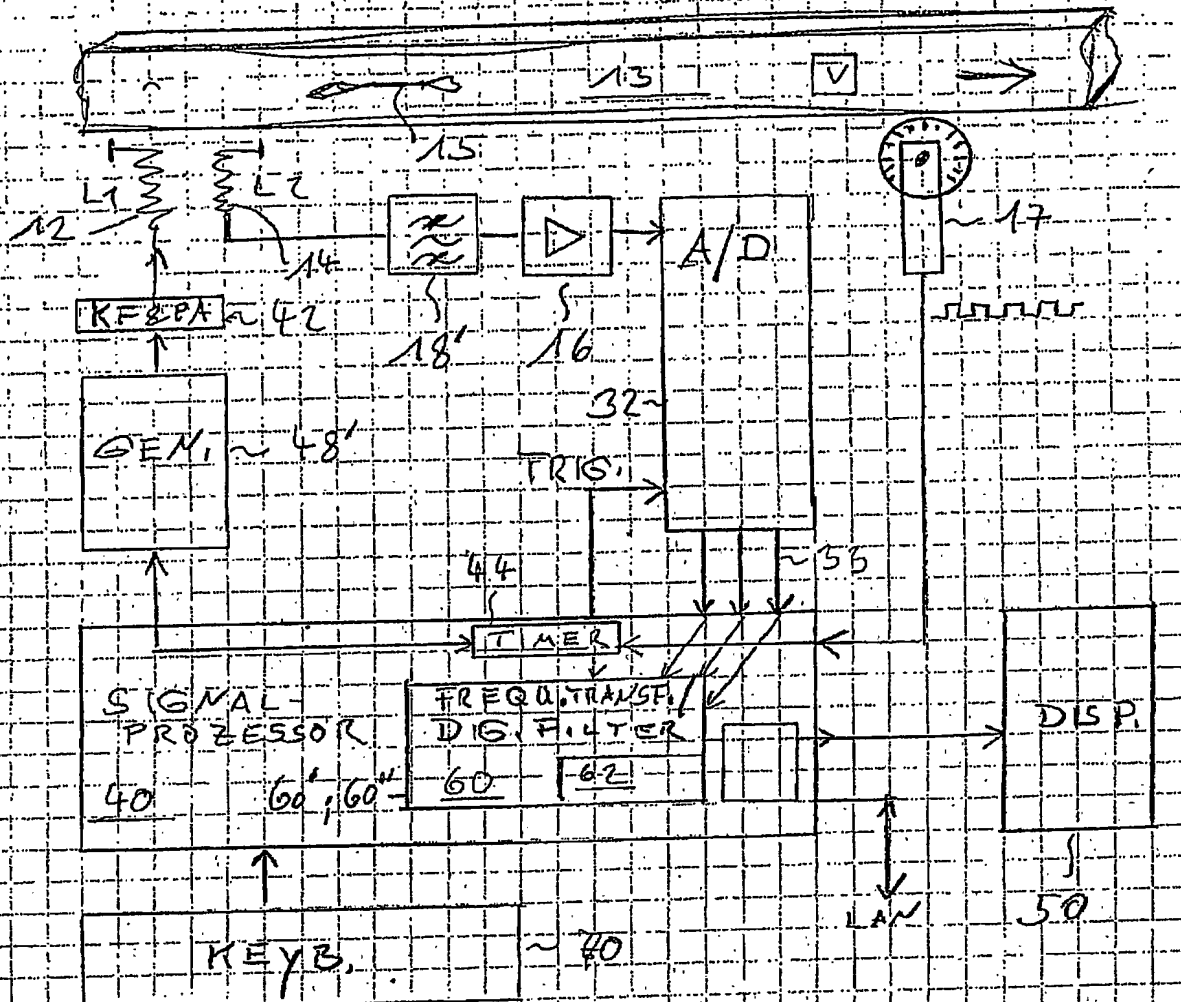 13
V
15
L1
L2
12
14
A/D
17
KF&PA
42
18'
16
32
GEN.
48'
TRIG.
44
33
TIMER
SIGNAL-
PROZESSOR
FREQU.TRANSF./
DIG.FILTER
DISP.
40
60', 60"
60
62
LAN
50
KEYB.
70